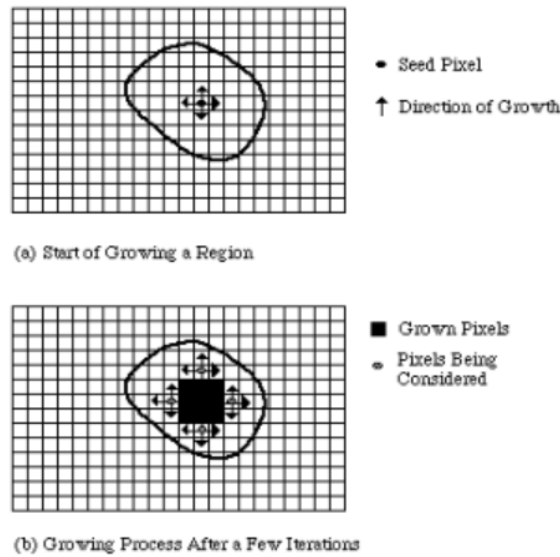 Seed Pixel
Direction of Growth
(a) Start of Growing a Region
Grown Pixels
Pixels Being
Considered
(b) Growing Process After a Few Iterations